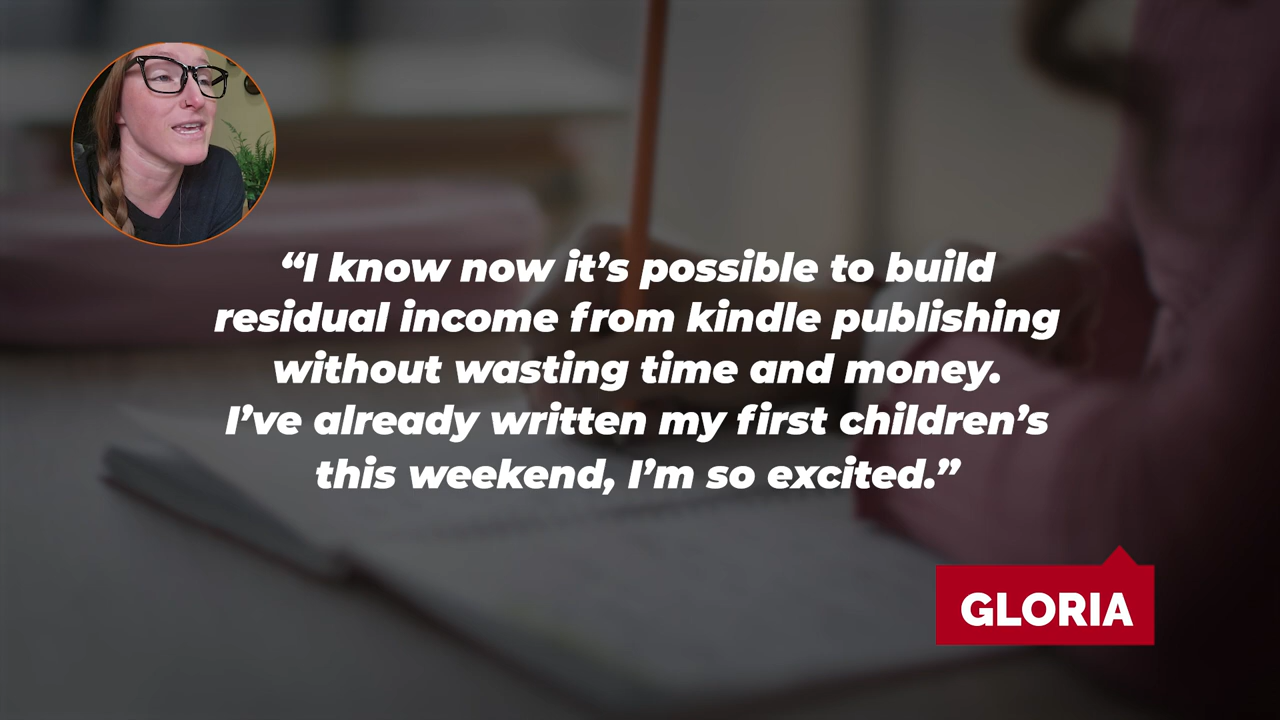 “I know now it’s possible to build
residual income from kindle publishing
without wasting time and money.
I’ve already written my first children’s
this weekend, I’m so excited.”
GLORIA